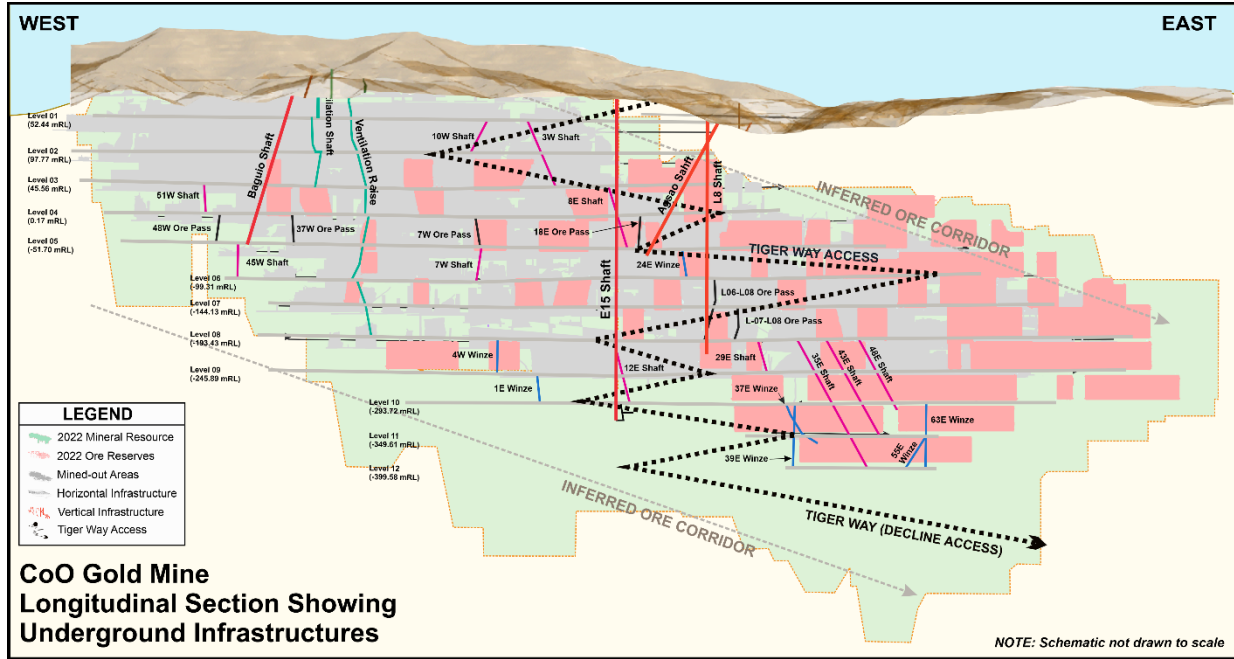 WEST
EAST
Level 01
(52.44 mRL)
Level 02
(97.77 mRL)
Level 03
(45.56 mRL)
Level 04
(0.17 mRL)
Level 05
(-51.70 mRL)
Level 06
(-99.31 mRL)
Level 07
(-144.13 mRL)
Level 08
(-193.43 mRL)
Level 09
(-245.89 mRL)
Level 10
(-293.72 mRL)
Level 11
(-349.61 mRL)
Level 12
(-399.58 mRL)
Baguio Shaft
ilation Shaft
Ventilation Raise
10W Shaft
3W Shaft
51W Shaft
48W Ore Pass
37W Ore Pass
45W Shaft
7W Ore Pass
7W Shaft
8E Shaft
18E Ore Pass
Assao Sahft
L8 Shaft
E15 Shaft
24E Winze
TIGER WAY ACCESS
INFERRED ORE CORRIDOR
L06-L08 Ore Pass
L-07-L08 Ore Pass
4W Winze
1E Winze
12E Shaft
29E Shaft
35E Shaft
43E Shaft
48E Shaft
37E Winze
39E Winze
63E Winze
55E
Winze
INFERRED ORE CORRIDOR
TIGER WAY (DECLINE ACCESS)
LEGEND
2022 Mineral Resource
2022 Ore Reserves
Mined-out Areas
Horizontal Infrastructure
Vertical Infrastructure
Tiger Way Access
CoO Gold Mine
Longitudinal Section Showing
Underground Infrastructures
NOTE: Schematic not drawn to scale